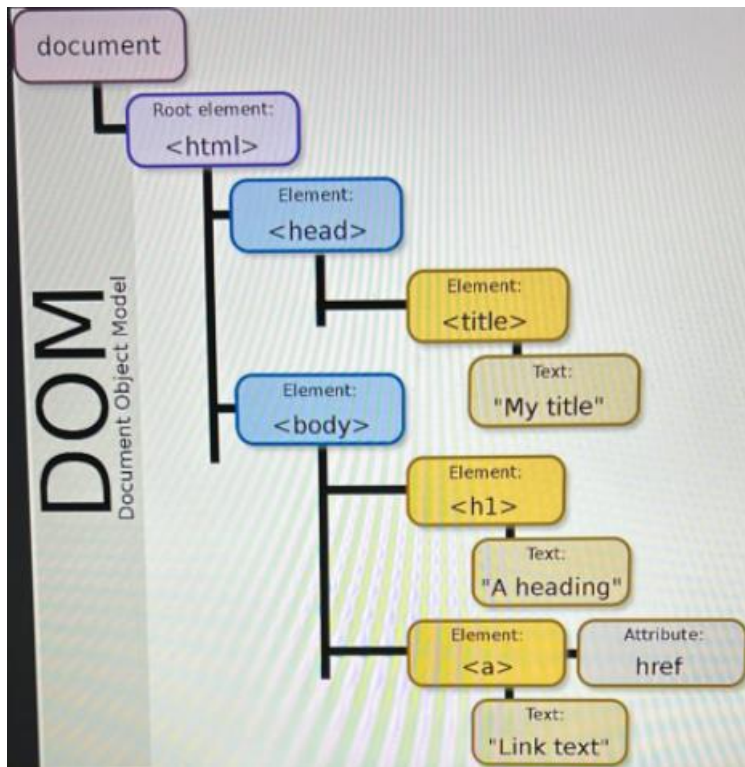 document
Root element:
<html>
Element:
<head>
Element:
<title>
Text:
"My title"
Element:
<body>
Element:
<h1>
Text:
"A heading"
Element:
<a>
Attribute:
href
Text:
"Link text"
DOM
Document Object Model